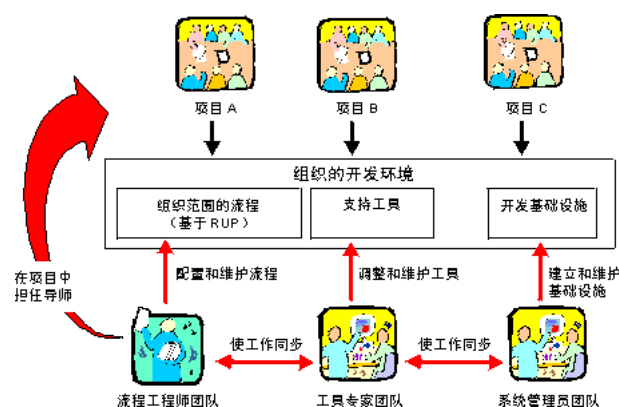 项目 A
项目 B
项目 C
组织的开发环境
组织范围的流程
（基于 RUP）
支持工具
开发基础设施
在项目中
担任导师
配置和维护流程
调整和维护工具
建立和维护
基础设施
使工作同步
使工作同步
流程工程师团队
工具专家团队
系统管理员团队